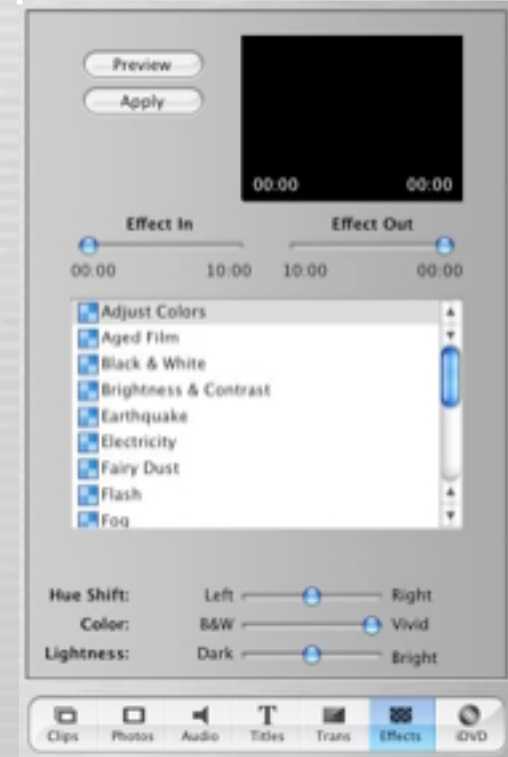 Preview
Apply
00:00 00:00
Effect In Effect Out
00:00 10:00 10:00 00:00
Adjust Colors
Aged Film
Black & White
Brightness & Contrast
Earthquake
Electricity
Fairy Dust
Flash
Fog
Hue Shift: Left Right
Color: B&W Vivid
Lightness: Dark Bright
Clips Photos Audio Titles Trans Effects iDVD